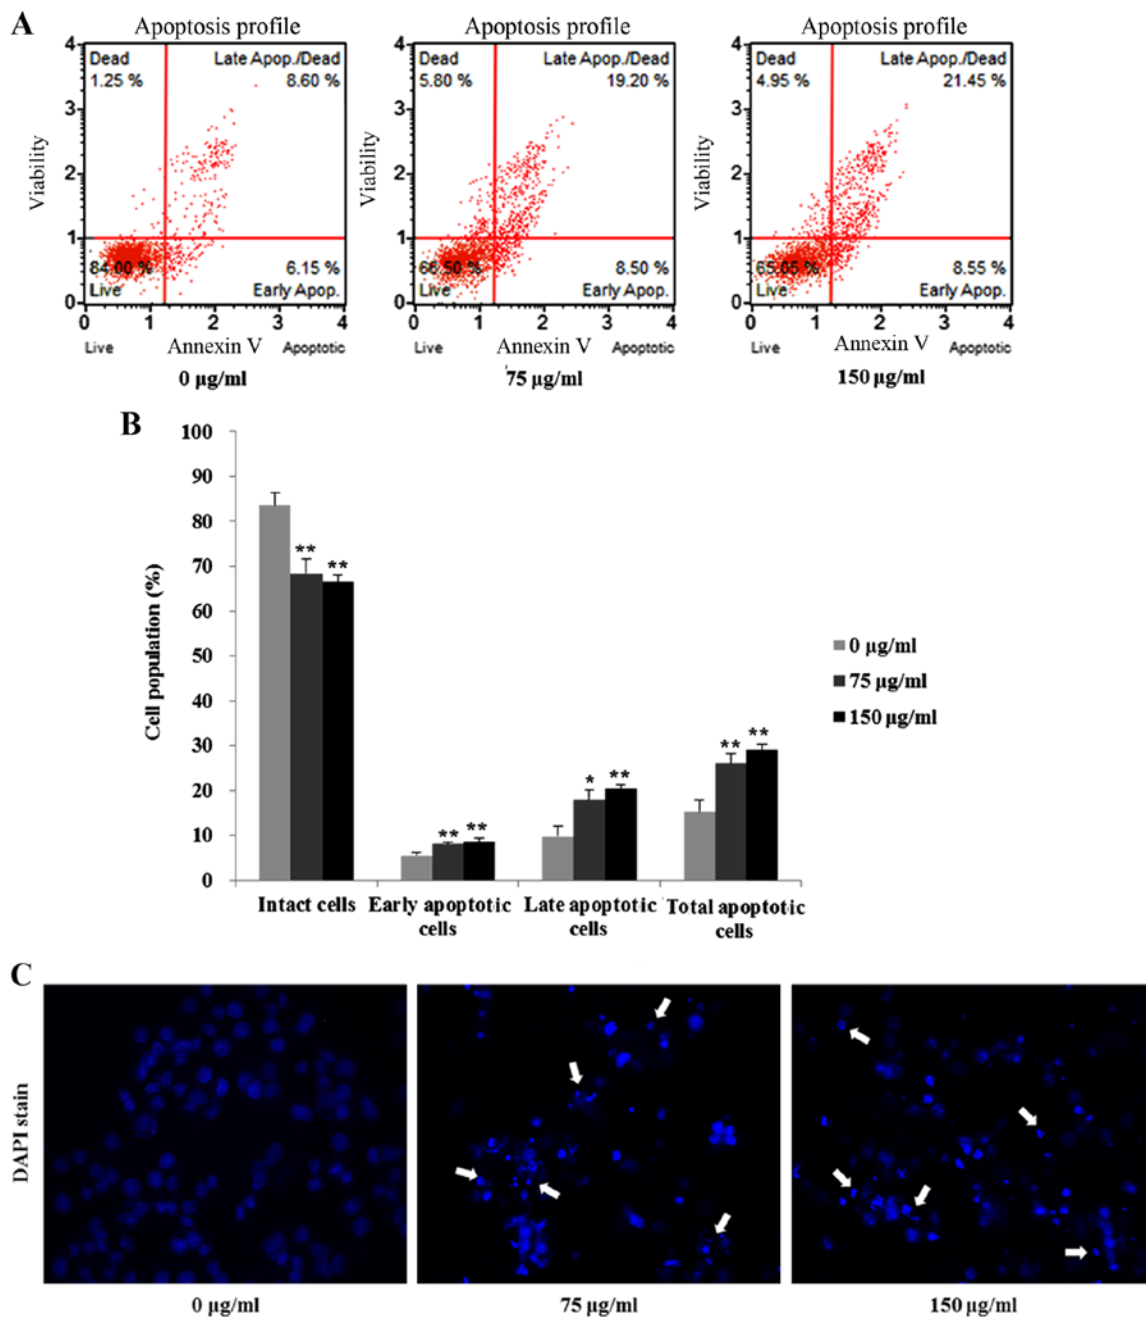 A
Apoptosis profile
Apoptosis profile
Apoptosis profile
4
3
2
1
0
Viability
Dead
1.25 %
Late Apop./Dead
8.60 %
84.00 %
Live
6.15 %
Early Apop.
0 1 2 3 4
Live
Annexin V
Apoptotic
0 µg/ml
4
3
2
1
0
Viability
Dead
5.80 %
Late Apop./Dead
19.20 %
66.50 %
Live
8.50 %
Early Apop.
0 1 2 3 4
Live
Annexin V
Apoptotic
75 µg/ml
4
3
2
1
0
Viability
Dead
4.95 %
Late Apop./Dead
21.45 %
65.05 %
Live
8.55 %
Early Apop.
0 1 2 3 4
Live
Annexin V
Apoptotic
150 µg/ml
B
Cell population (%)
100
90
80
70
60
50
40
30
20
10
0
** **
** **
* **
** **
Intact cells
Early apoptotic
cells
Late apoptotic
cells
Total apoptotic
cells
0 µg/ml
75 µg/ml
150 µg/ml
C
DAPI stain
0 µg/ml
75 µg/ml
150 µg/ml